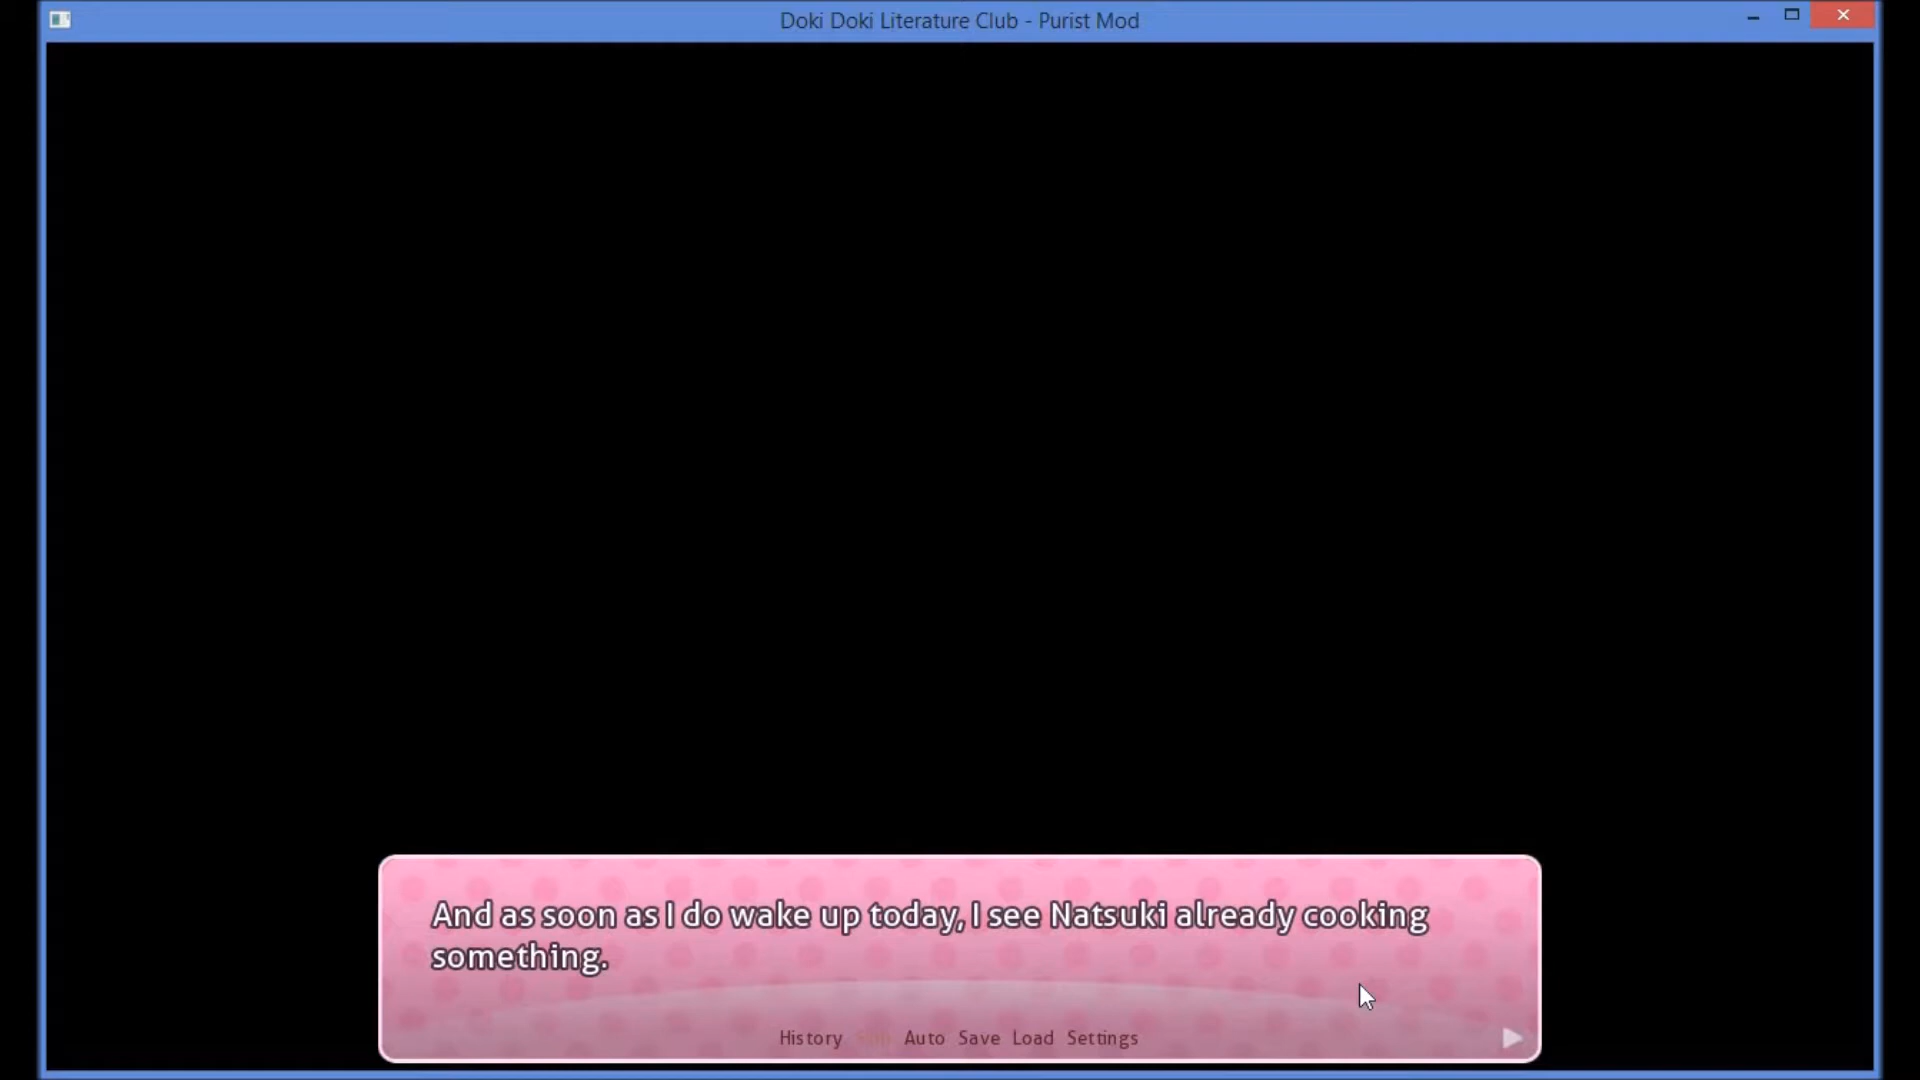 Doki Doki Literature Club - Purist Mod
And as soon as I do wake up today, I see Natsuki already cooking
something.
History Skip Auto Save Load Settings